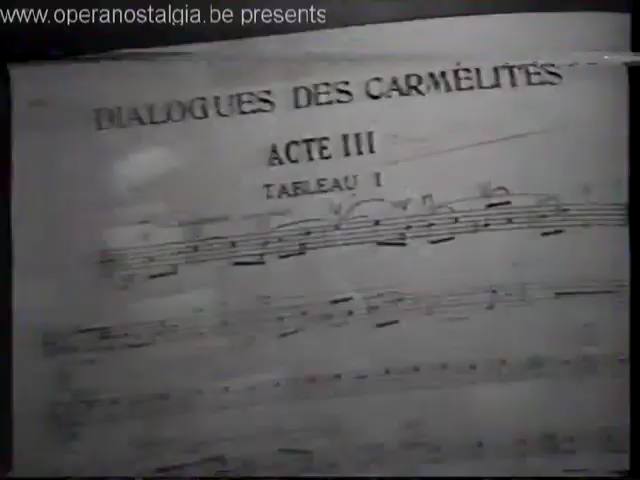 www.operanostalgia.be presents
DIALOGUES DES CARMÉLITES
ACTE III
TABLEAU I